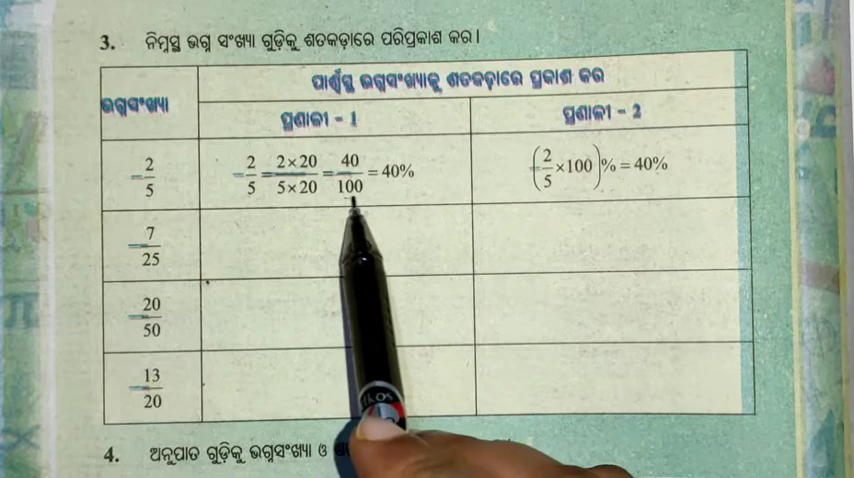 3. ନିମ୍ନସ୍ଥ ଭଗ୍ନ ସଂଖ୍ୟା ଗୁଡ଼ିକୁ ଶତକଡ଼ାରେ ପରିପ୍ରକାଶ କର।
ଭଗ୍ନସଂଖ୍ୟା
ପାର୍ଶ୍ୱସ୍ଥ ଭଗ୍ନସଂଖ୍ୟାକୁ ଶତକଡ଼ାରେ ପ୍ରକାଶ କର
ପ୍ରଣାଳୀ - 1
ପ୍ରଣାଳୀ - 2
2/5
2/5 = 2×20/5×20 = 40/100 = 40%
(2/5 ×100)% = 40%
7/25
20/50
13/20
4. ଅନୁପାତ ଗୁଡ଼ିକୁ ଭଗ୍ନସଂଖ୍ୟା ଓ